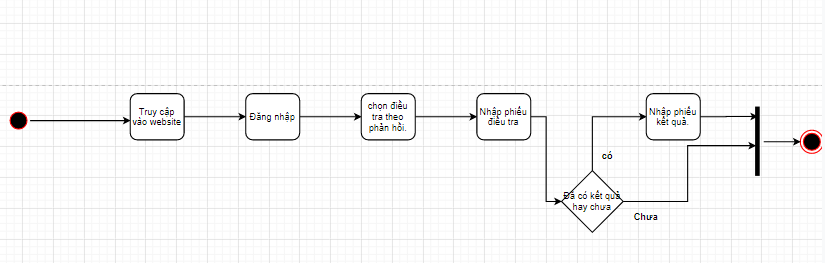 Truy cập
vào website
Đăng nhập
chọn điều
tra theo
phản hồi.
Nhập phiếu
điều tra
Đã có kết quả
hay chưa
có
Chưa
Nhập phiếu
kết quả.